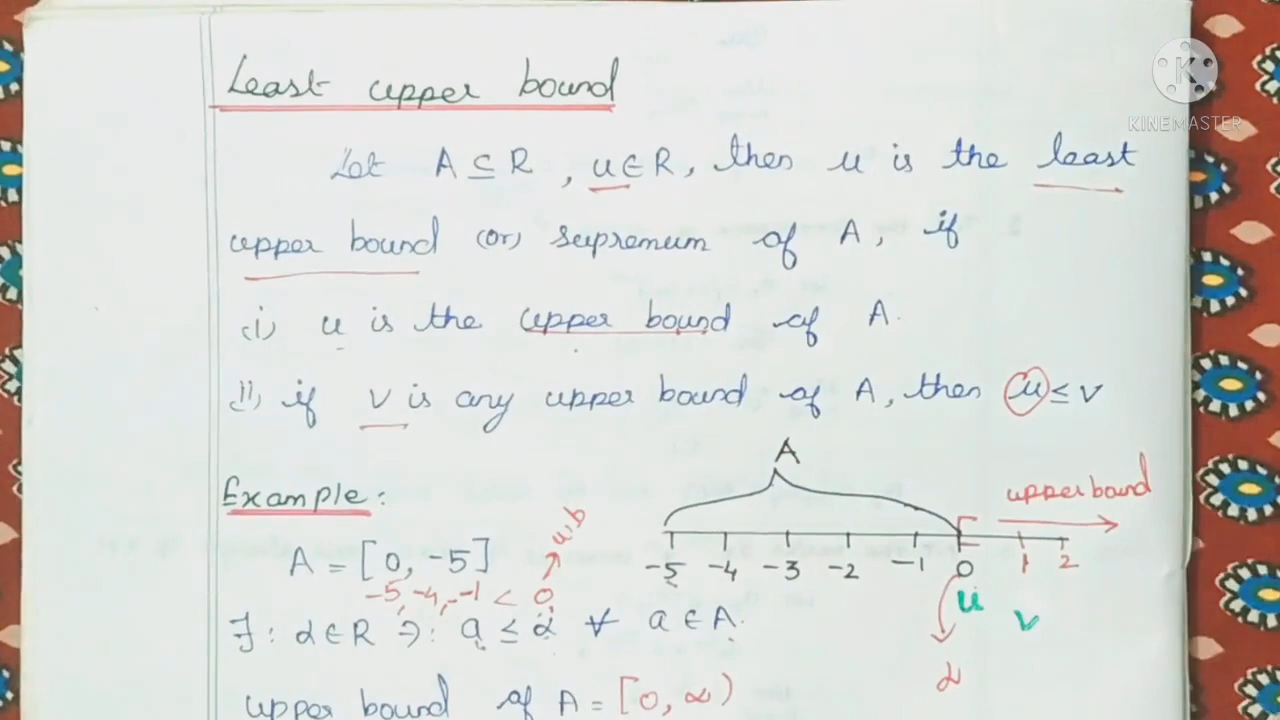 Least upper bound
KINEMASTER
Let A ⊆ R, u ∈ R, then u is the least
upper bound (or) supremum of A, if
(i) u is the upper bound of A.
(ii) if v is any upper bound of A, then u ≤ v
A
Example:
upper bound
A = [0, -5]
u.b
-5 -4 -3 -2 -1 0 1 2
-5, -4, -1 < 0
u
v
∃ : α ∈ R ∋: a ≤ α ∀ a ∈ A.
α
upper bound of A = [0, ∞)